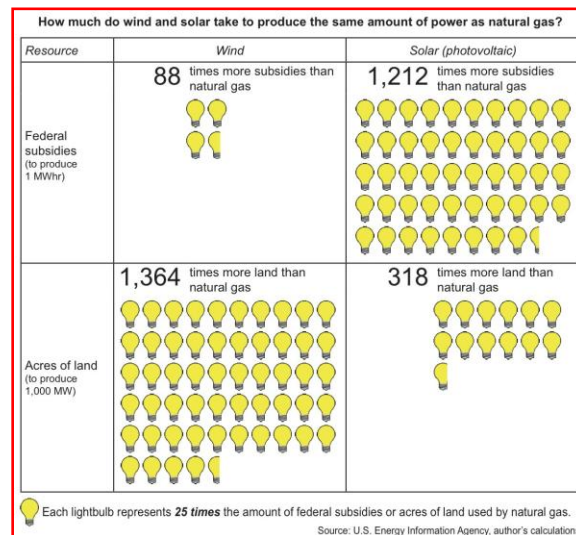 How much do wind and solar take to produce the same amount of power as natural gas?
Resource
Wind
Solar (photovoltaic)
Federal
subsidies
(to produce
1 MWhr)
88 times more subsidies than
natural gas
1,212 times more subsidies
than natural gas
Acres of land
(to produce
1,000 MW)
1,364 times more land than
natural gas
318 times more land than
natural gas
Each lightbulb represents 25 times the amount of federal subsidies or acres of land used by natural gas.
Source: U.S. Energy Information Agency, author's calculation